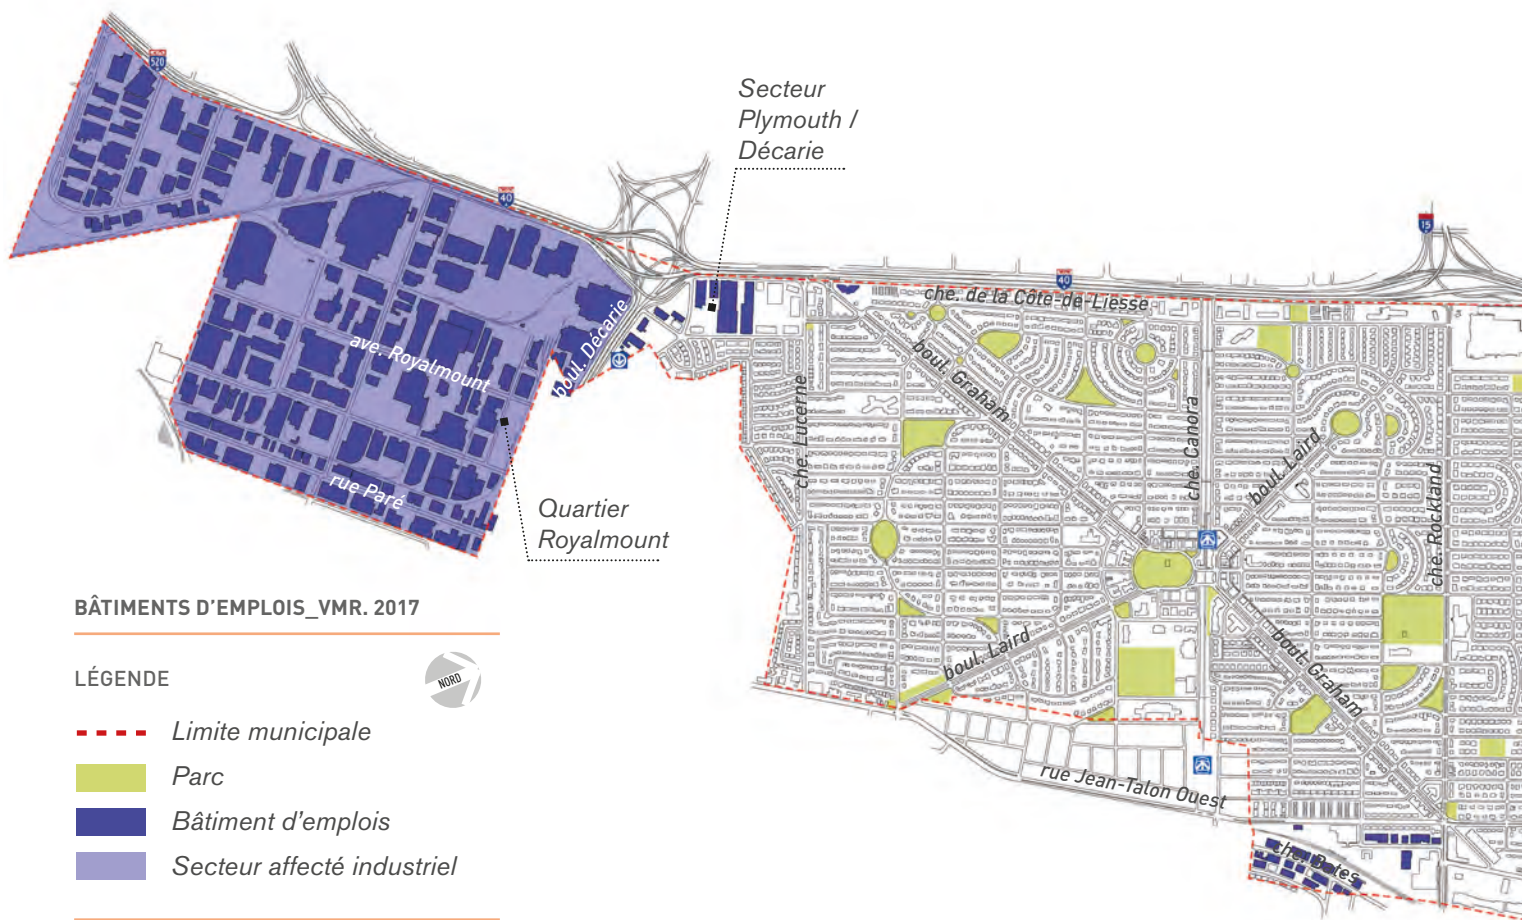 520
Secteur
Plymouth /
Décarie
40
15
40
che. de la Côte-de-Liesse
boul. Décarie
ave. Royalmount
boul. Graham
che. Lucerne
che. Canora
boul. Laird
che. Rockland
rue Paré
Quartier
Royalmount
boul. Laird
boul. Graham
rue Jean-Talon Ouest
che. Bates
BÂTIMENTS D'EMPLOIS_VMR. 2017
LÉGENDE
NORD
Limite municipale
Parc
Bâtiment d'emplois
Secteur affecté industriel